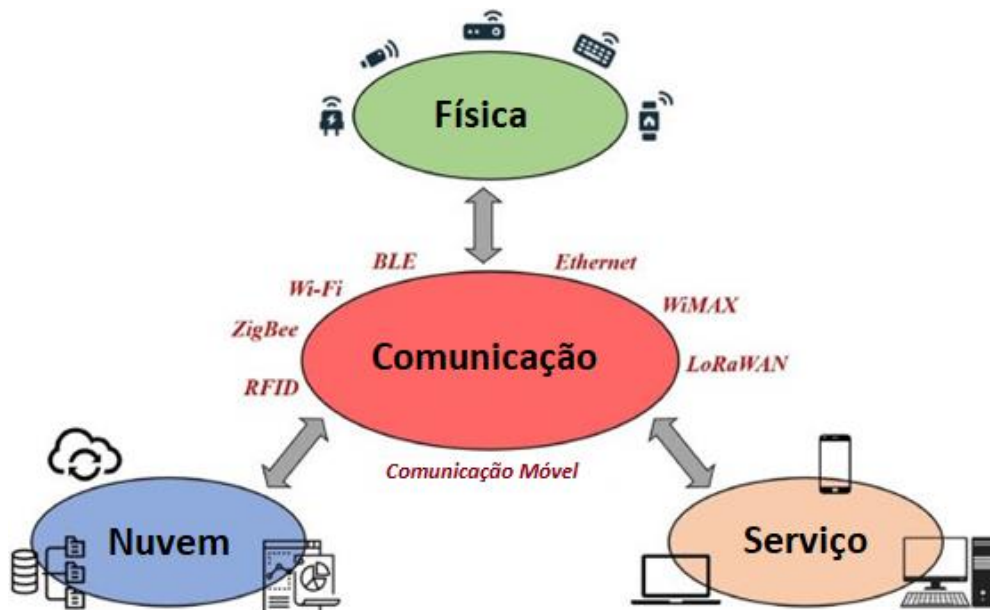 Física
BLE
Ethernet
Wi-Fi
WiMAX
ZigBee
Comunicação
LoRaWAN
RFID
Comunicação Móvel
Nuvem
Serviço